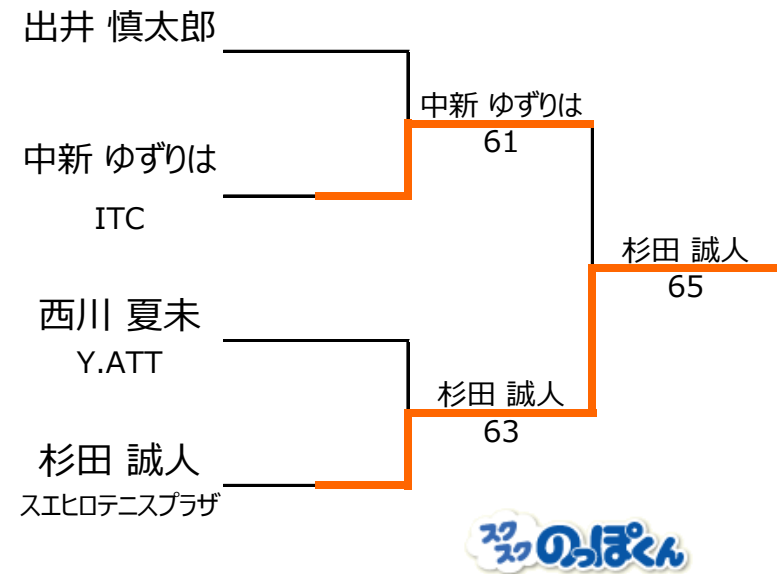 出井 慎太郎
中新 ゆずりは
61
中新 ゆずりは
ITC
杉田 誠人
65
西川 夏未
Y.ATT
杉田 誠人
63
杉田 誠人
スエヒロテニスプラザ
スクスクのっぽくん